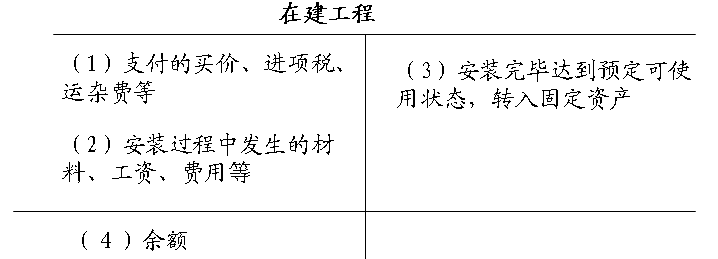 在建工程
（1）支付的买价、进项税、
运杂费等
（2）安装过程中发生的材
料、工资、费用等
（3）安装完毕达到预定可使
用状态，转入固定资产
（4）余额